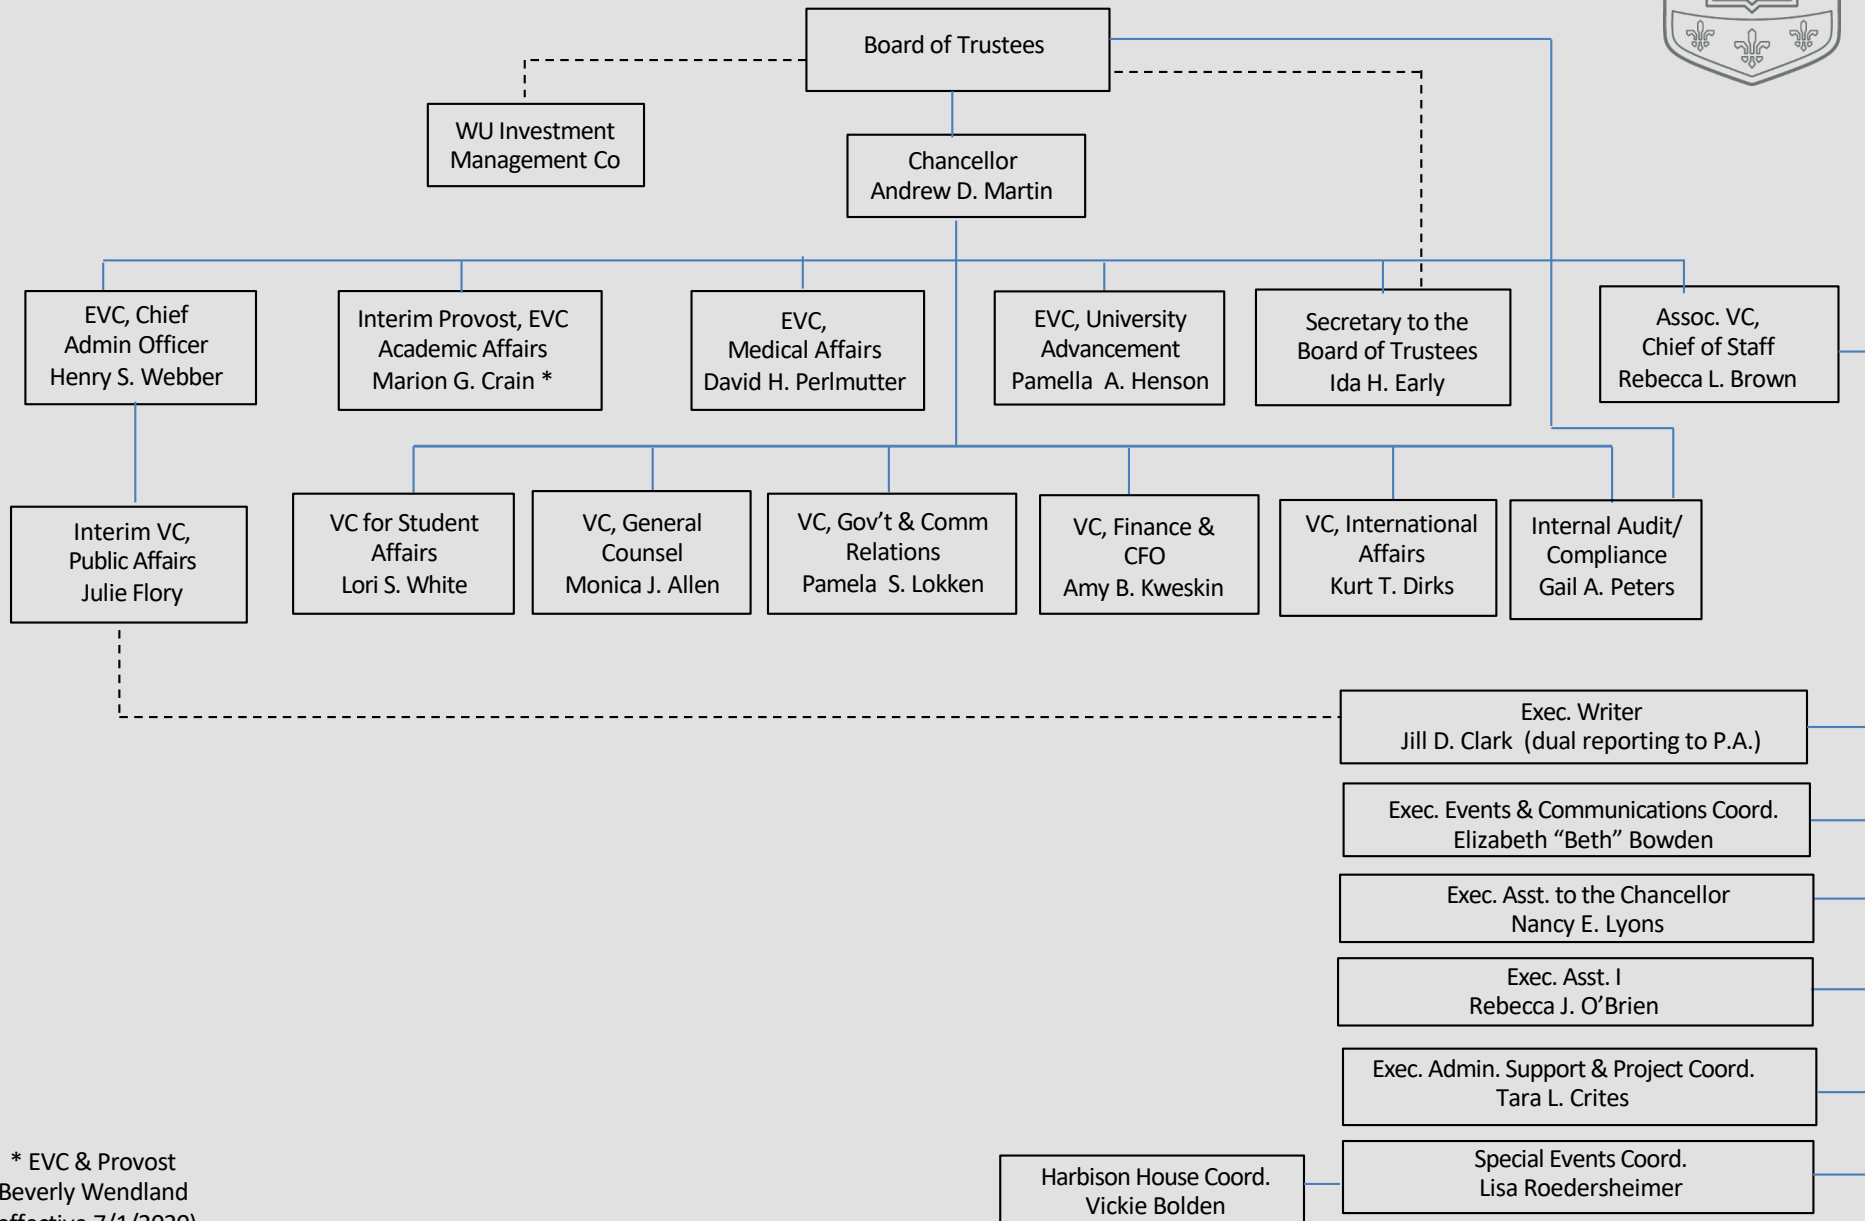 Board of Trustees
WU Investment
Management Co
Chancellor
Andrew D. Martin
EVC, Chief
Admin Officer
Henry S. Webber
Interim Provost, EVC
Academic Affairs
Marion G. Crain *
EVC,
Medical Affairs
David H. Perlmutter
EVC, University
Advancement
Pamella A. Henson
Secretary to the
Board of Trustees
Ida H. Early
Assoc. VC,
Chief of Staff
Rebecca L. Brown
Interim VC,
Public Affairs
Julie Flory
VC for Student
Affairs
Lori S. White
VC, General
Counsel
Monica J. Allen
VC, Gov’t & Comm
Relations
Pamela S. Lokken
VC, Finance &
CFO
Amy B. Kweskin
VC, International
Affairs
Kurt T. Dirks
Internal Audit/
Compliance
Gail A. Peters
Exec. Writer
Jill D. Clark (dual reporting to P.A.)
Exec. Events & Communications Coord.
Elizabeth “Beth” Bowden
Exec. Asst. to the Chancellor
Nancy E. Lyons
Exec. Asst. I
Rebecca J. O’Brien
Exec. Admin. Support & Project Coord.
Tara L. Crites
Special Events Coord.
Lisa Roedersheimer
Harbison House Coord.
Vickie Bolden
* EVC & Provost
Beverly Wendland
effective 7/1/2020)